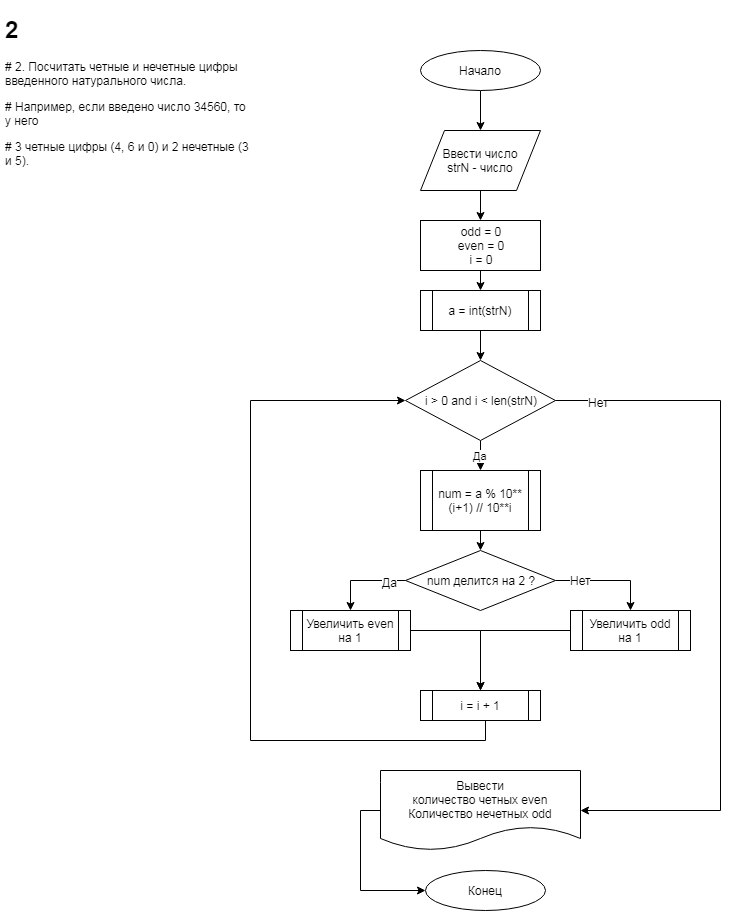 2
# 2. Посчитать четные и нечетные цифры
введенного натурального числа.
# Например, если введено число 34560, то
у него
# 3 четные цифры (4, 6 и 0) и 2 нечетные (3
и 5).
Начало
Ввести число
strN - число
odd = 0
even = 0
i = 0
a = int(strN)
i > 0 and i < len(strN)
Нет
Да
num = a % 10**
(i+1) // 10**i
num делится на 2 ?
Да
Нет
Увеличить even
на 1
Увеличить odd
на 1
i = i + 1
Вывести
количество четных even
Количество нечетных odd
Конец